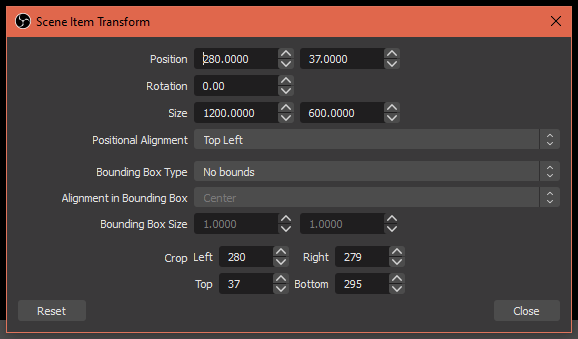 Scene Item Transform
Position 280.0000 37.0000
Rotation 0.00
Size 1200.0000 600.0000
Positional Alignment Top Left
Bounding Box Type No bounds
Alignment in Bounding Box Center
Bounding Box Size 1.0000 1.0000
Crop Left 280 Right 279
Top 37 Bottom 295
Reset Close